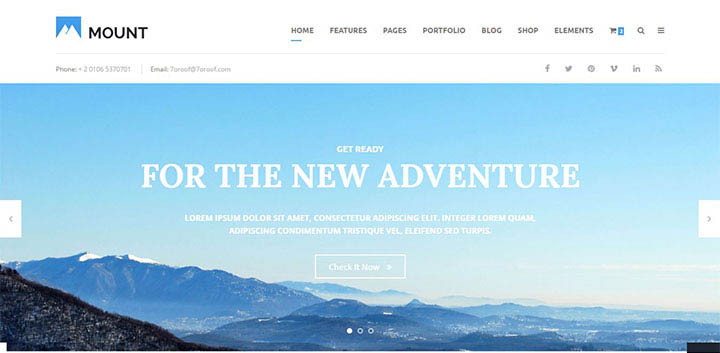 MOUNT
HOME FEATURES PAGES PORTFOLIO BLOG SHOP ELEMENTS 3
Phone: + 2 0106 5370701 Email: 7oroof@7oroof.com
GET READY
FOR THE NEW ADVENTURE
LOREM IPSUM DOLOR SIT AMET, CONSECTETUR ADIPISCING ELIT. INTEGER LOREM QUAM,
ADIPISCING CONDIMENTUM TRISTIQUE VEL, ELEIFEND SED TURPIS.
Check It Now »